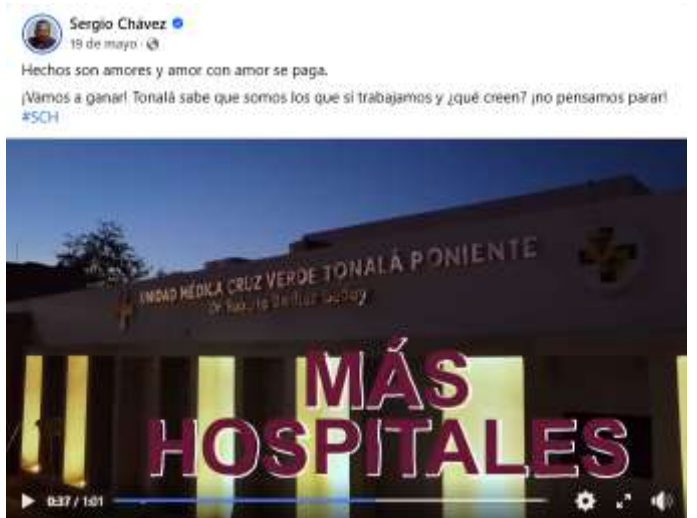 Sergio Chávez
19 de mayo ·
Hechos son amores y amor con amor se paga.
¡Vamos a ganar! Tonalá sabe que somos los que sí trabajamos y ¿qué creen? ¡no pensamos parar!
#SCH
UNIDAD MÉDICA CRUZ VERDE TONALÁ PONIENTE
Dr
MÁS
HOSPITALES
0:37 / 1:01